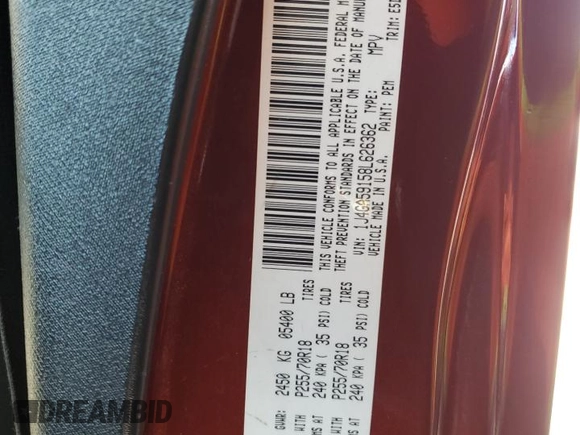 GVWR: 2450 KG 05400 LB
WITH TIRES
P255/70R18
AT 240 KPA ( 35 PSI) COLD
WITH TIRES
P255/70R18
AT 240 KPA ( 35 PSI) COLD
THIS VEHICLE CONFORMS TO ALL APPLICABLE U.S.A. FEDERAL
THEFT PREVENTION STANDARDS IN EFFECT ON THE DATE OF
VIN: 1J4GA59158L626362 TYPE: MPV
VEHICLE MADE IN U.S.A. PAINT: PEM TRIM:
DREAMBID